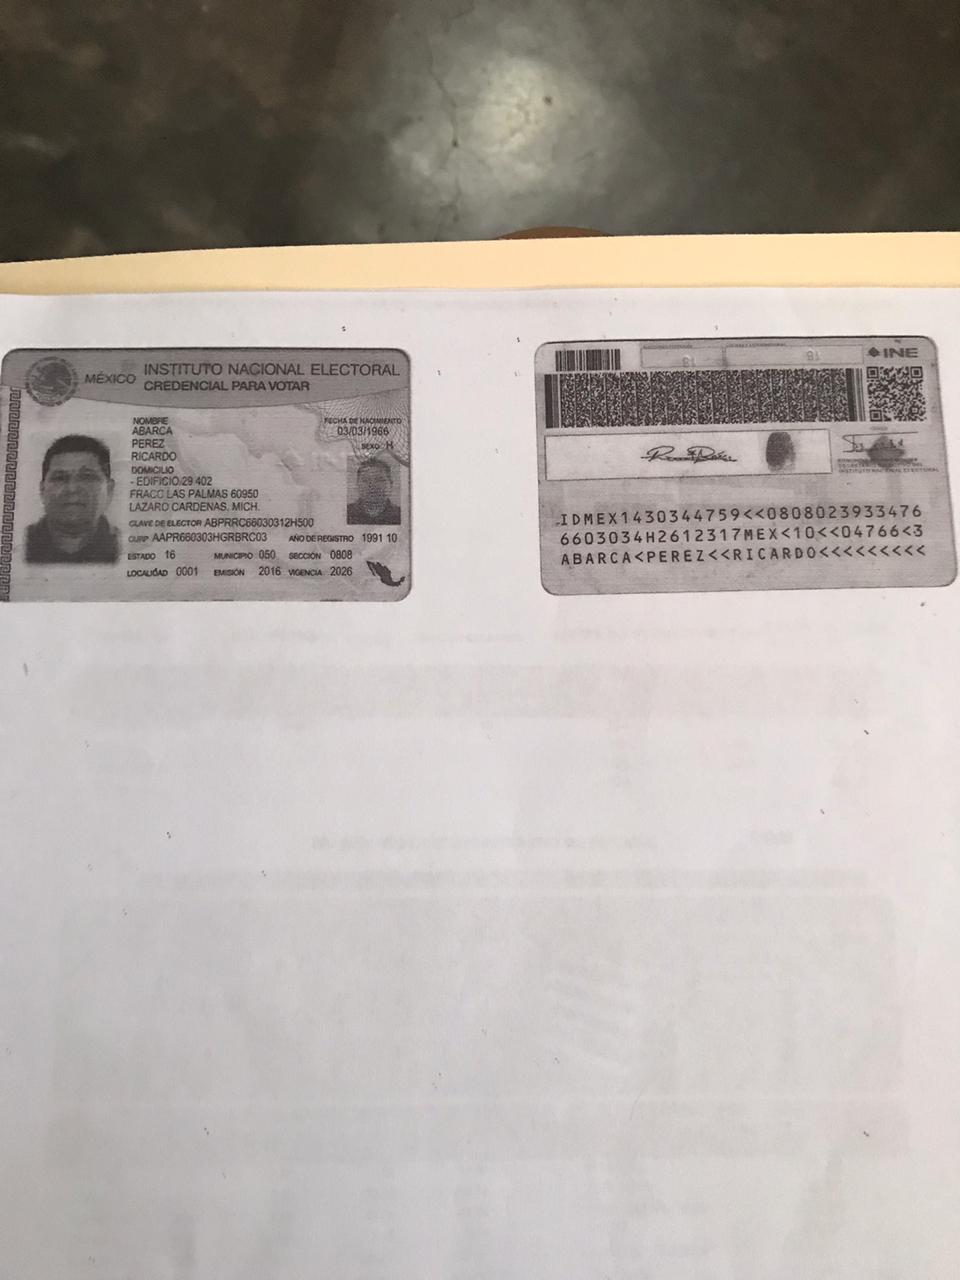 MÉXICO
INSTITUTO NACIONAL ELECTORAL
CREDENCIAL PARA VOTAR
NOMBRE
ABARCA
PEREZ
RICARDO
FECHA DE NACIMIENTO
03/03/1966
SEXO H
DOMICILIO
- EDIFICIO 29 402
FRACC LAS PALMAS 60950
LAZARO CARDENAS, MICH.
CLAVE DE ELECTOR ABPRRC66030312H500
CURP AAPR660303HGRBRC03 AÑO DE REGISTRO 1991 10
ESTADO 16 MUNICIPIO 050 SECCIÓN 0808
LOCALIDAD 0001 EMISIÓN 2016 VIGENCIA 2026
18
INE
SECRETARIO EJECUTIVO DEL
INSTITUTO NACIONAL ELECTORAL
IDMEX1430344759<<0808023933476
6603034H2612317MEX<10<<04766<3
ABARCA<PEREZ<<RICARDO<<<<<<<<<